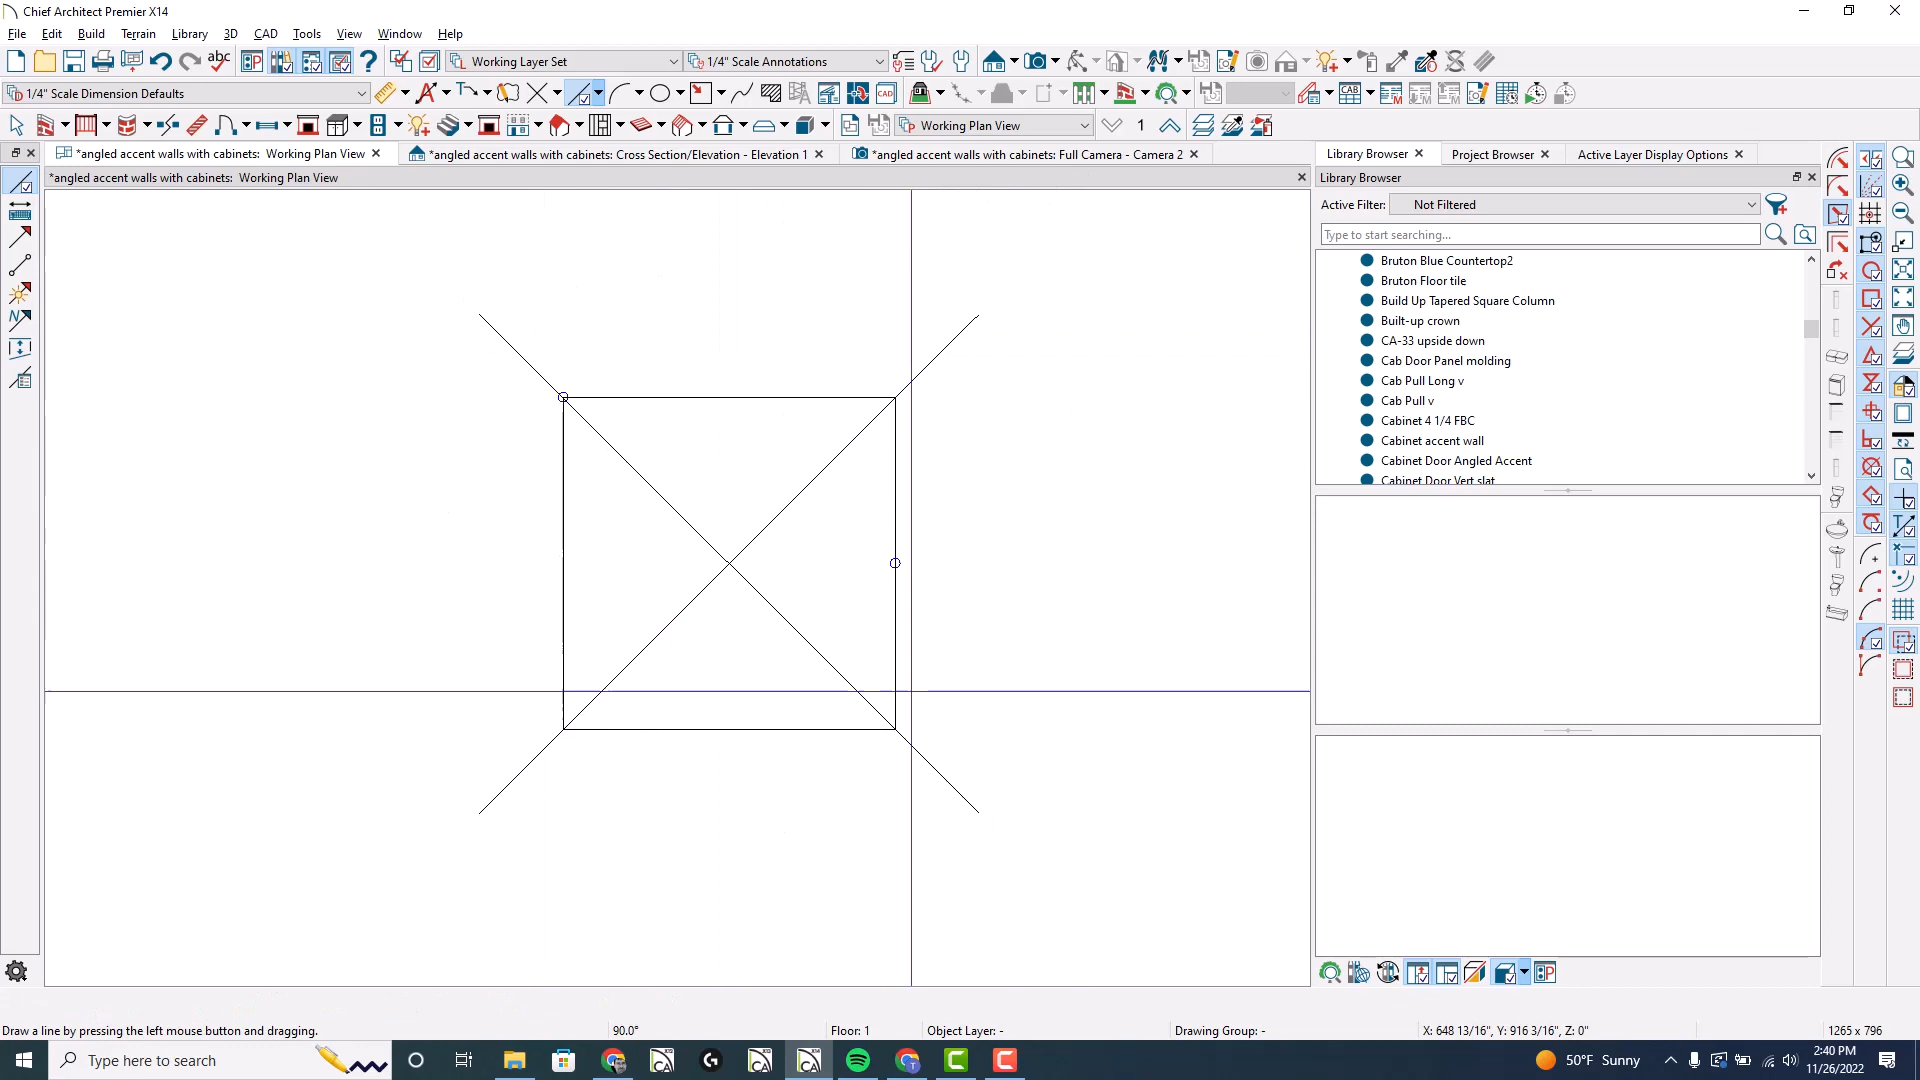 Chief Architect Premier X14
File Edit Build Terrain Library 3D CAD Tools View Window Help
Working Layer Set 1/4" Scale Annotations
1/4" Scale Dimension Defaults
Working Plan View 1
*angled accent walls with cabinets: Working Plan View *angled accent walls with cabinets: Cross Section/Elevation - Elevation 1 *angled accent walls with cabinets: Full Camera - Camera 2 Library Browser Project Browser Active Layer Display Options
*angled accent walls with cabinets: Working Plan View Library Browser
Active Filter: Not Filtered
Type to start searching...
Bruton Blue Countertop2
Bruton Floor tile
Build Up Tapered Square Column
Built-up crown
CA-33 upside down
Cab Door Panel molding
Cab Pull Long v
Cab Pull v
Cabinet 4 1/4 FBC
Cabinet accent wall
Cabinet Door Angled Accent
Cabinet Door Vert slat
Draw a line by pressing the left mouse button and dragging. 90.0° Floor: 1 Object Layer: - Drawing Group: - X: 648 13/16", Y: 916 3/16", Z: 0" 1265 x 796
Type here to search 50°F Sunny 2:40 PM
11/26/2022